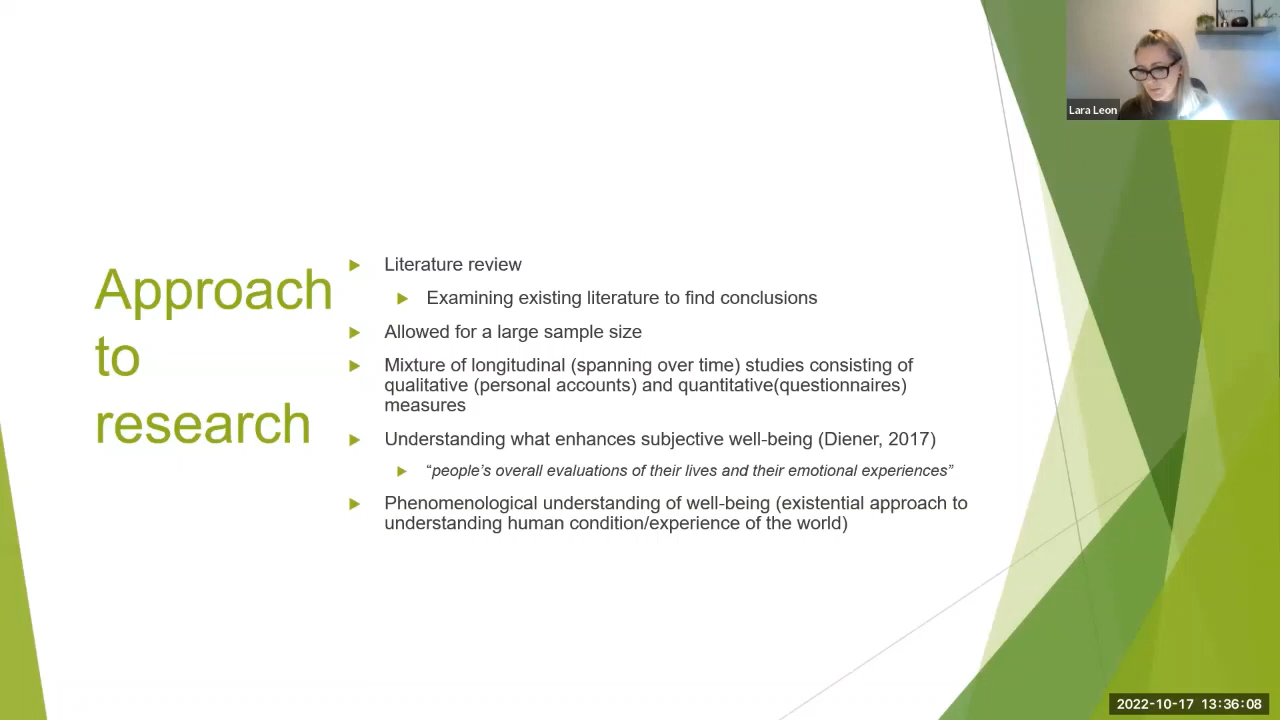 Approach
to
research
Literature review
Examining existing literature to find conclusions
Allowed for a large sample size
Mixture of longitudinal (spanning over time) studies consisting of
qualitative (personal accounts) and quantitative(questionnaires)
measures
Understanding what enhances subjective well-being (Diener, 2017)
“people’s overall evaluations of their lives and their emotional experiences”
Phenomenological understanding of well-being (existential approach to
understanding human condition/experience of the world)
Lara Leon
2022-10-17 13:36:08